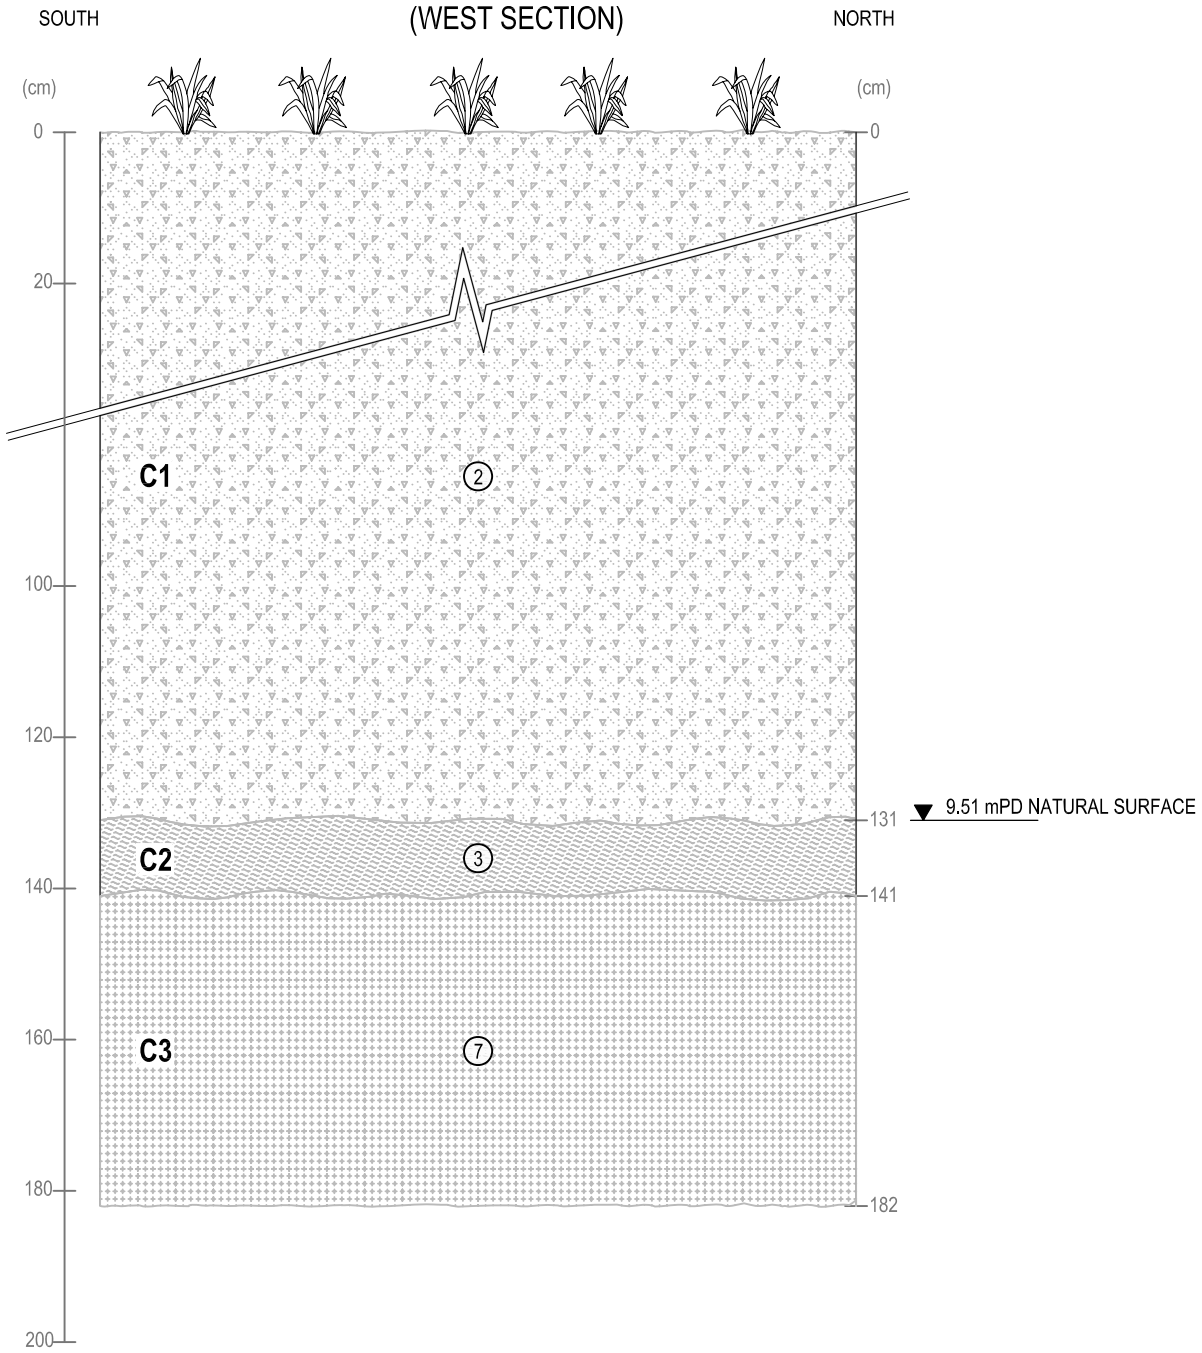 SOUTH (WEST SECTION) NORTH
(cm) (cm)
0 0
20
C1 2
100
120
9.51 mPD NATURAL SURFACE
131
C2 3
140 141
160
C3 7
180 182
200